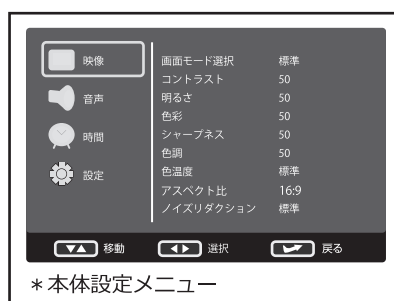 映像
音声
時間
設定
画面モード選択 標準
コントラスト 50
明るさ 50
色彩 50
シャープネス 50
色調 50
色温度 標準
アスペクト比 16:9
ノイズリダクション 標準
▼▲ 移動 ◀▶ 選択 戻る
＊本体設定メニュー